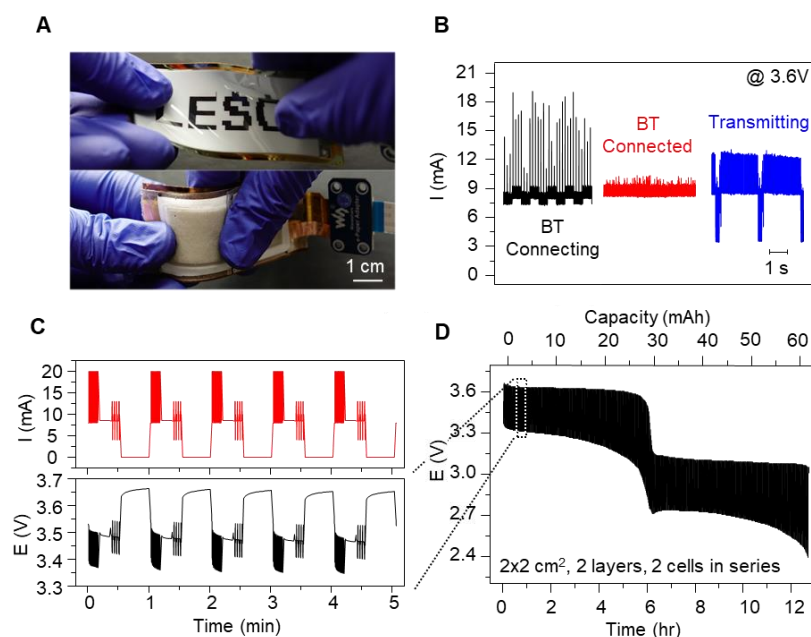 A
LESC
1 cm
B
@ 3.6V
I (mA)
21
18
15
12
9
6
3
0
BT
Connecting
BT
Connected
Transmitting
1 s
C
I (mA)
20
15
10
5
0
E (V)
3.7
3.6
3.5
3.4
3.3
0 1 2 3 4 5
Time (min)
D
Capacity (mAh)
0 10 20 30 40 50 60
E (V)
3.6
3.3
3.0
2.7
2.4
2x2 cm², 2 layers, 2 cells in series
0 2 4 6 8 10 12
Time (hr)